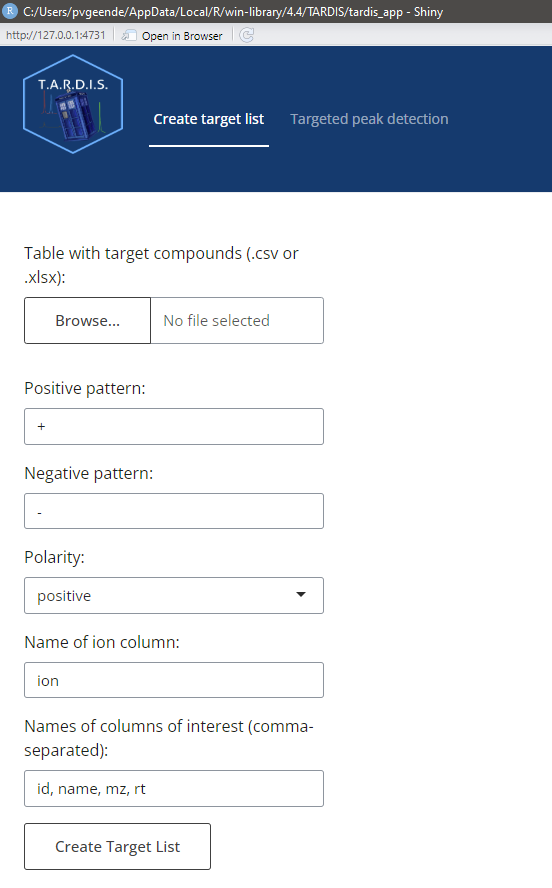 R C:/Users/pvgeende/AppData/Local/R/win-library/4.4/TARDIS/tardis_app - Shiny
http://127.0.0.1:4731 Open in Browser
T.A.R.D.I.S.
Create target list Targeted peak detection
Table with target compounds (.csv or
.xlsx):
Browse... No file selected
Positive pattern:
+
Negative pattern:
-
Polarity:
positive
Name of ion column:
ion
Names of columns of interest (comma-
separated):
id, name, mz, rt
Create Target List